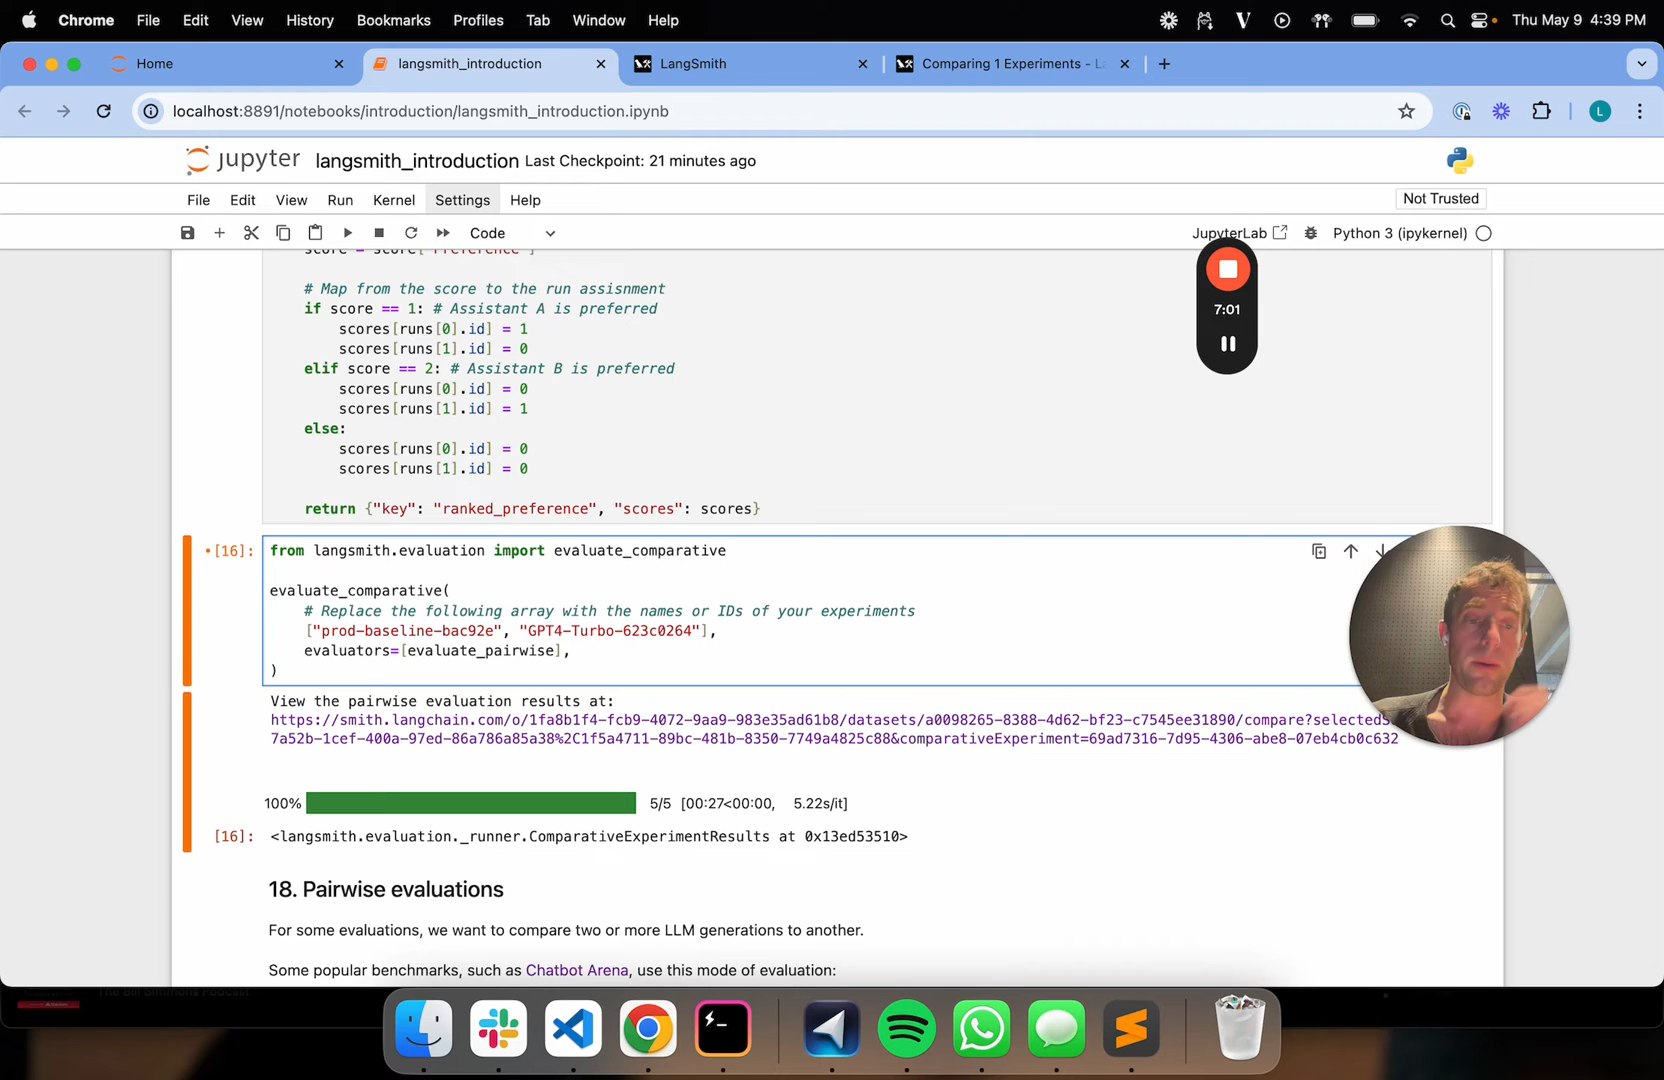 Chrome File Edit View History Bookmarks Profiles Tab Window Help Thu May 9 4:39 PM
Home langsmith_introduction LangSmith Comparing 1 Experiments - L
localhost:8891/notebooks/introduction/langsmith_introduction.ipynb L
jupyter langsmith_introduction Last Checkpoint: 21 minutes ago
File Edit View Run Kernel Settings Help Not Trusted
Code JupyterLab Python 3 (ipykernel)
score = score["Preference"]
# Map from the score to the run assisnment
if score == 1: # Assistant A is preferred
scores[runs[0].id] = 1
scores[runs[1].id] = 0
elif score == 2: # Assistant B is preferred
scores[runs[0].id] = 0
scores[runs[1].id] = 1
else:
scores[runs[0].id] = 0
scores[runs[1].id] = 0
return {"key": "ranked_preference", "scores": scores}
7:01
[16]: from langsmith.evaluation import evaluate_comparative
evaluate_comparative(
# Replace the following array with the names or IDs of your experiments
["prod-baseline-bac92e", "GPT4-Turbo-623c0264"],
evaluators=[evaluate_pairwise],
)
View the pairwise evaluation results at:
https://smith.langchain.com/o/1fa8b1f4-fcb9-4072-9aa9-983e35ad61b8/datasets/a0098265-8388-4d62-bf23-c7545ee31890/compare?selectedS
7a52b-1cef-400a-97ed-86a786a85a38%2C1f5a4711-89bc-481b-8350-7749a4825c88&comparativeExperiment=69ad7316-7d95-4306-abe8-07eb4cb0c632
100% 5/5 [00:27<00:00, 5.22s/it]
[16]: <langsmith.evaluation._runner.ComparativeExperimentResults at 0x13ed53510>
18. Pairwise evaluations
For some evaluations, we want to compare two or more LLM generations to another.
Some popular benchmarks, such as Chatbot Arena, use this mode of evaluation:
The Bill Simmons Podcast